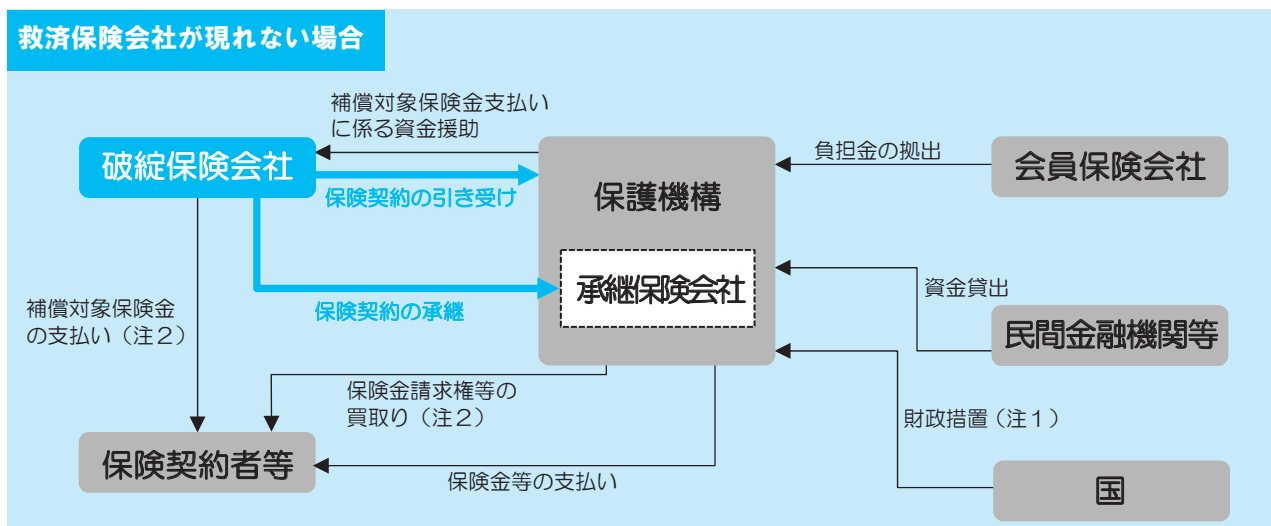 救済保険会社が現れない場合
補償対象保険金支払い
に係る資金援助
破綻保険会社
保険契約の引き受け
保護機構
負担金の拠出
会員保険会社
承継保険会社
保険契約の承継
資金貸出
民間金融機関等
補償対象保険金
の支払い（注２）
保険金請求権等の
買取り（注２）
財政措置（注１）
保険契約者等
保険金等の支払い
国